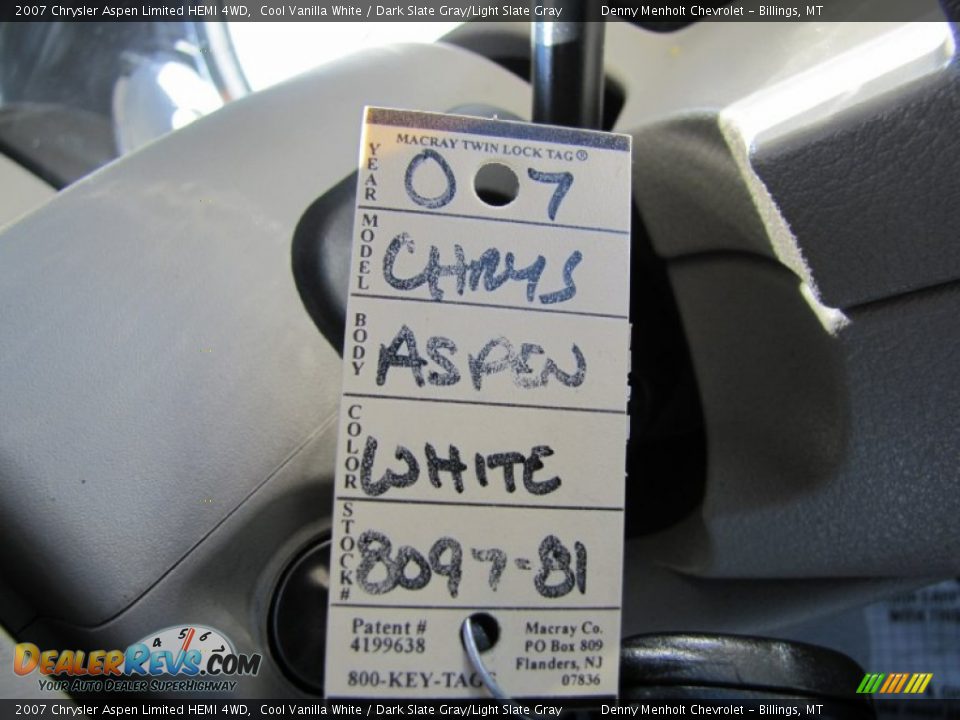 2007 Chrysler Aspen Limited HEMI 4WD,  Cool Vanilla White / Dark Slate Gray/Light Slate Gray          Denny Menholt Chevrolet - Billings, MT
MACRAY TWIN LOCK TAG®
YEAR 07
MODEL CHRYS
BODY ASPEN
COLOR WHITE
STOCK# 8097-81
Patent #
4199638
800-KEY-TAGS
Macray Co.
PO Box 809
Flanders, NJ
07836
4 5 6
DEALERREVS.COM
YOUR AUTO DEALER SUPERHIGHWAY
2007 Chrysler Aspen Limited HEMI 4WD,  Cool Vanilla White / Dark Slate Gray/Light Slate Gray          Denny Menholt Chevrolet - Billings, MT